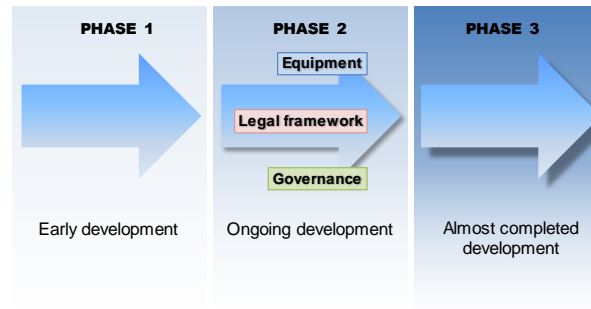 PHASE 1
PHASE 2
PHASE 3
Equipment
Legal framework
Governance
Early development
Ongoing development
Almost completed
development